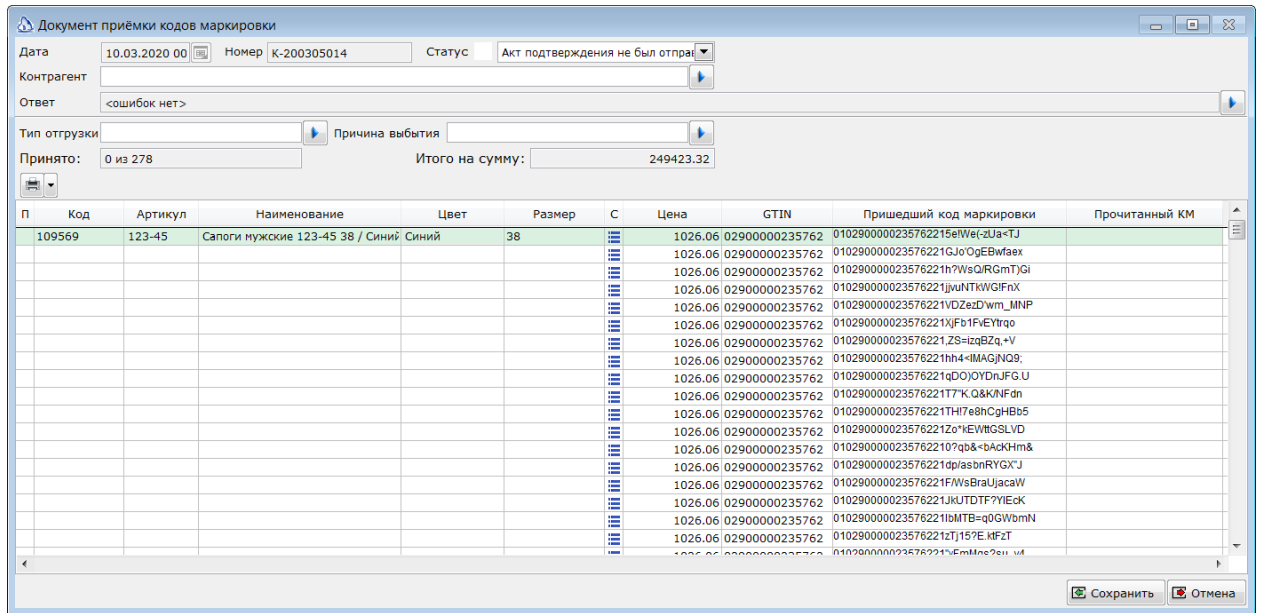 Документ приёмки кодов маркировки
Дата 10.03.2020 00 Номер К-200305014 Статус Акт подтверждения не был отправ
Контрагент
Ответ <ошибок нет>
Тип отгрузки Причина выбытия
Принято: 0 из 278 Итого на сумму: 249423.32
П Код Артикул Наименование Цвет Размер С Цена GTIN Пришедший код маркировки Прочитанный КМ
109569 123-45 Сапоги мужские 123-45 38 / Синий Синий 38 1026.06 02900000235762 0102900000235762215e!We(-zUa<TJ
1026.06 02900000235762 010290000023576221GJo'OgEBwfaex
1026.06 02900000235762 010290000023576221h?WsQ/RGmT)Gi
1026.06 02900000235762 010290000023576221jjvuNTkWG!FnX
1026.06 02900000235762 010290000023576221VDZezD'wm_MNP
1026.06 02900000235762 010290000023576221XjFb1FvEYtrqo
1026.06 02900000235762 010290000023576221,ZS=izqBZq,+V
1026.06 02900000235762 010290000023576221hh4<IMAGjNQ9;
1026.06 02900000235762 010290000023576221qDO)OYDnJFG.U
1026.06 02900000235762 010290000023576221T7"K.Q&K/NFdn
1026.06 02900000235762 010290000023576221TH!7e8hCgHBb5
1026.06 02900000235762 010290000023576221Zo*kEWttGSLVD
1026.06 02900000235762 0102900000235762210?qb&<bAcKHm&
1026.06 02900000235762 010290000023576221dp/asbnRYGX"J
1026.06 02900000235762 010290000023576221F/WsBraUjacaW
1026.06 02900000235762 010290000023576221JkUTDTF?YIEcK
1026.06 02900000235762 010290000023576221IbMTB=q0GWbmN
1026.06 02900000235762 010290000023576221zTj15?E.ktFzT
Сохранить Отмена